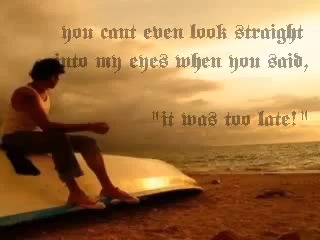 you cant even look straight
into my eyes when you said,
"it was too late!"